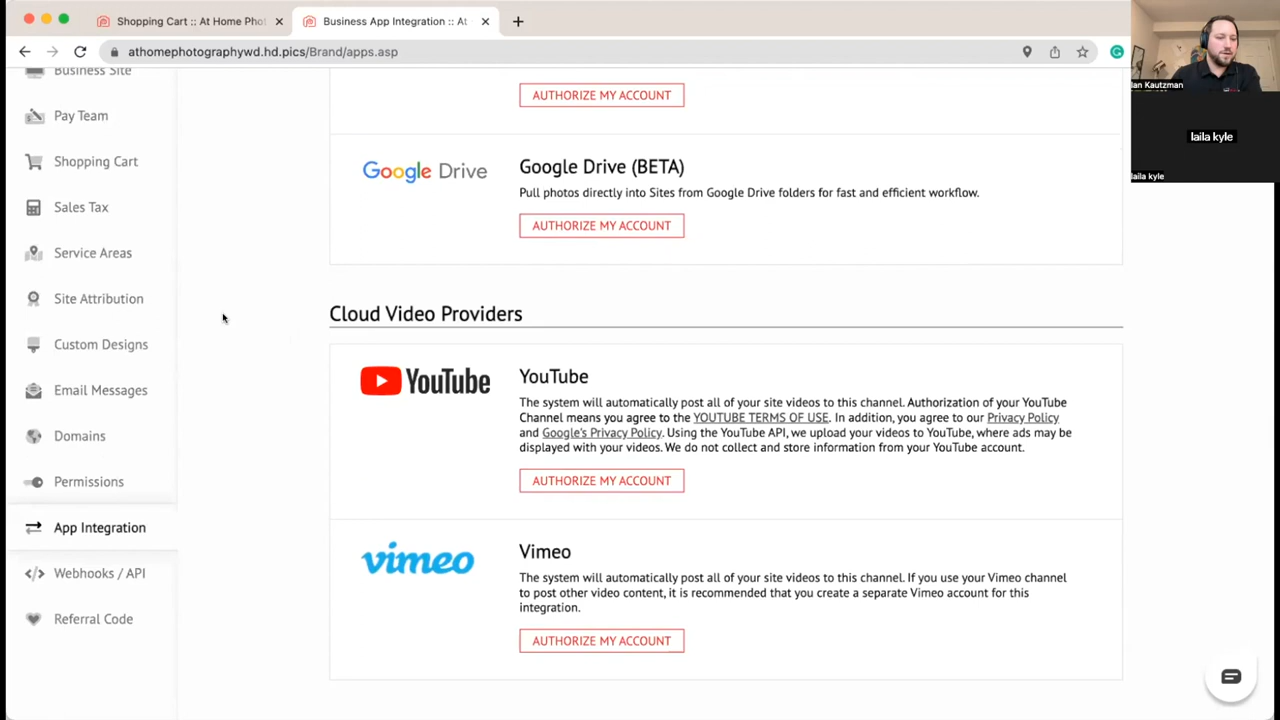 Shopping Cart :: At Home Phot
Business App Integration :: At
athomephotographywd.hd.pics/Brand/apps.asp
lan Kautzman
laila kyle
laila kyle
Business Site
Pay Team
Shopping Cart
Sales Tax
Service Areas
Site Attribution
Custom Designs
Email Messages
Domains
Permissions
App Integration
Webhooks / API
Referral Code
AUTHORIZE MY ACCOUNT
Google Drive
Google Drive (BETA)
Pull photos directly into Sites from Google Drive folders for fast and efficient workflow.
AUTHORIZE MY ACCOUNT
Cloud Video Providers
YouTube
YouTube
The system will automatically post all of your site videos to this channel. Authorization of your YouTube
Channel means you agree to the YOUTUBE TERMS OF USE. In addition, you agree to our Privacy Policy
and Google's Privacy Policy. Using the YouTube API, we upload your videos to YouTube, where ads may be
displayed with your videos. We do not collect and store information from your YouTube account.
AUTHORIZE MY ACCOUNT
vimeo
Vimeo
The system will automatically post all of your site videos to this channel. If you use your Vimeo channel
to post other video content, it is recommended that you create a separate Vimeo account for this
integration.
AUTHORIZE MY ACCOUNT